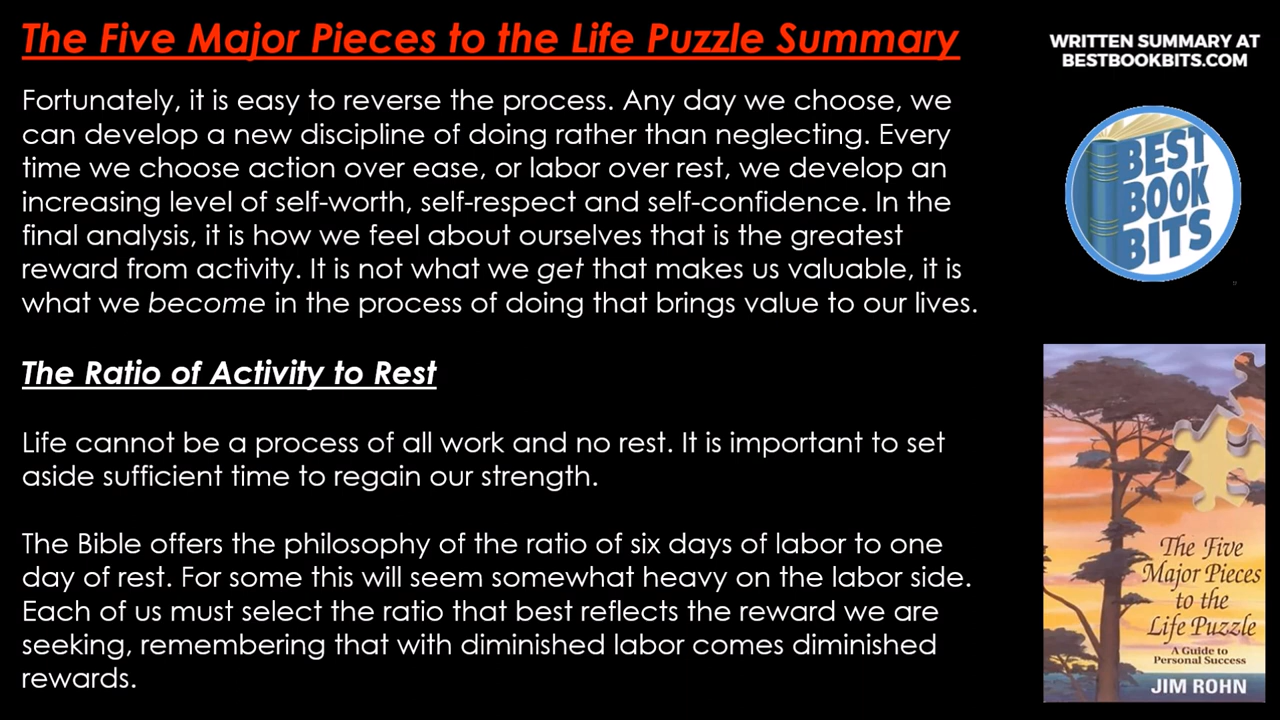 The Five Major Pieces to the Life Puzzle Summary
Fortunately, it is easy to reverse the process. Any day we choose, we
can develop a new discipline of doing rather than neglecting. Every
time we choose action over ease, or labor over rest, we develop an
increasing level of self-worth, self-respect and self-confidence. In the
final analysis, it is how we feel about ourselves that is the greatest
reward from activity. It is not what we get that makes us valuable, it is
what we become in the process of doing that brings value to our lives.
The Ratio of Activity to Rest
Life cannot be a process of all work and no rest. It is important to set
aside sufficient time to regain our strength.
The Bible offers the philosophy of the ratio of six days of labor to one
day of rest. For some this will seem somewhat heavy on the labor side.
Each of us must select the ratio that best reflects the reward we are
seeking, remembering that with diminished labor comes diminished
rewards.
WRITTEN SUMMARY AT
BESTBOOKBITS.COM
BEST
BOOK
BITS
The Five
Major Pieces
to the
Life Puzzle
A Guide to
Personal Success
JIM ROHN